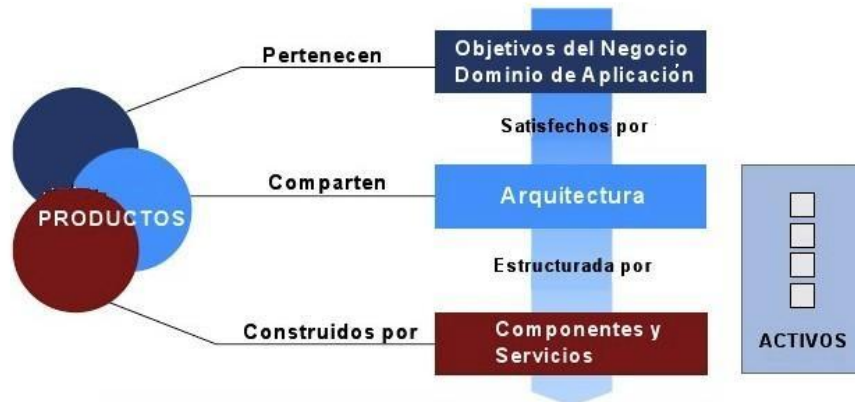 Pertenecen
Objetivos del Negocio
Dominio de Aplicación
Satisfechos por
PRODUCTOS
Comparten
Arquitectura
Estructurada por
Construidos por
Componentes y
Servicios
ACTIVOS